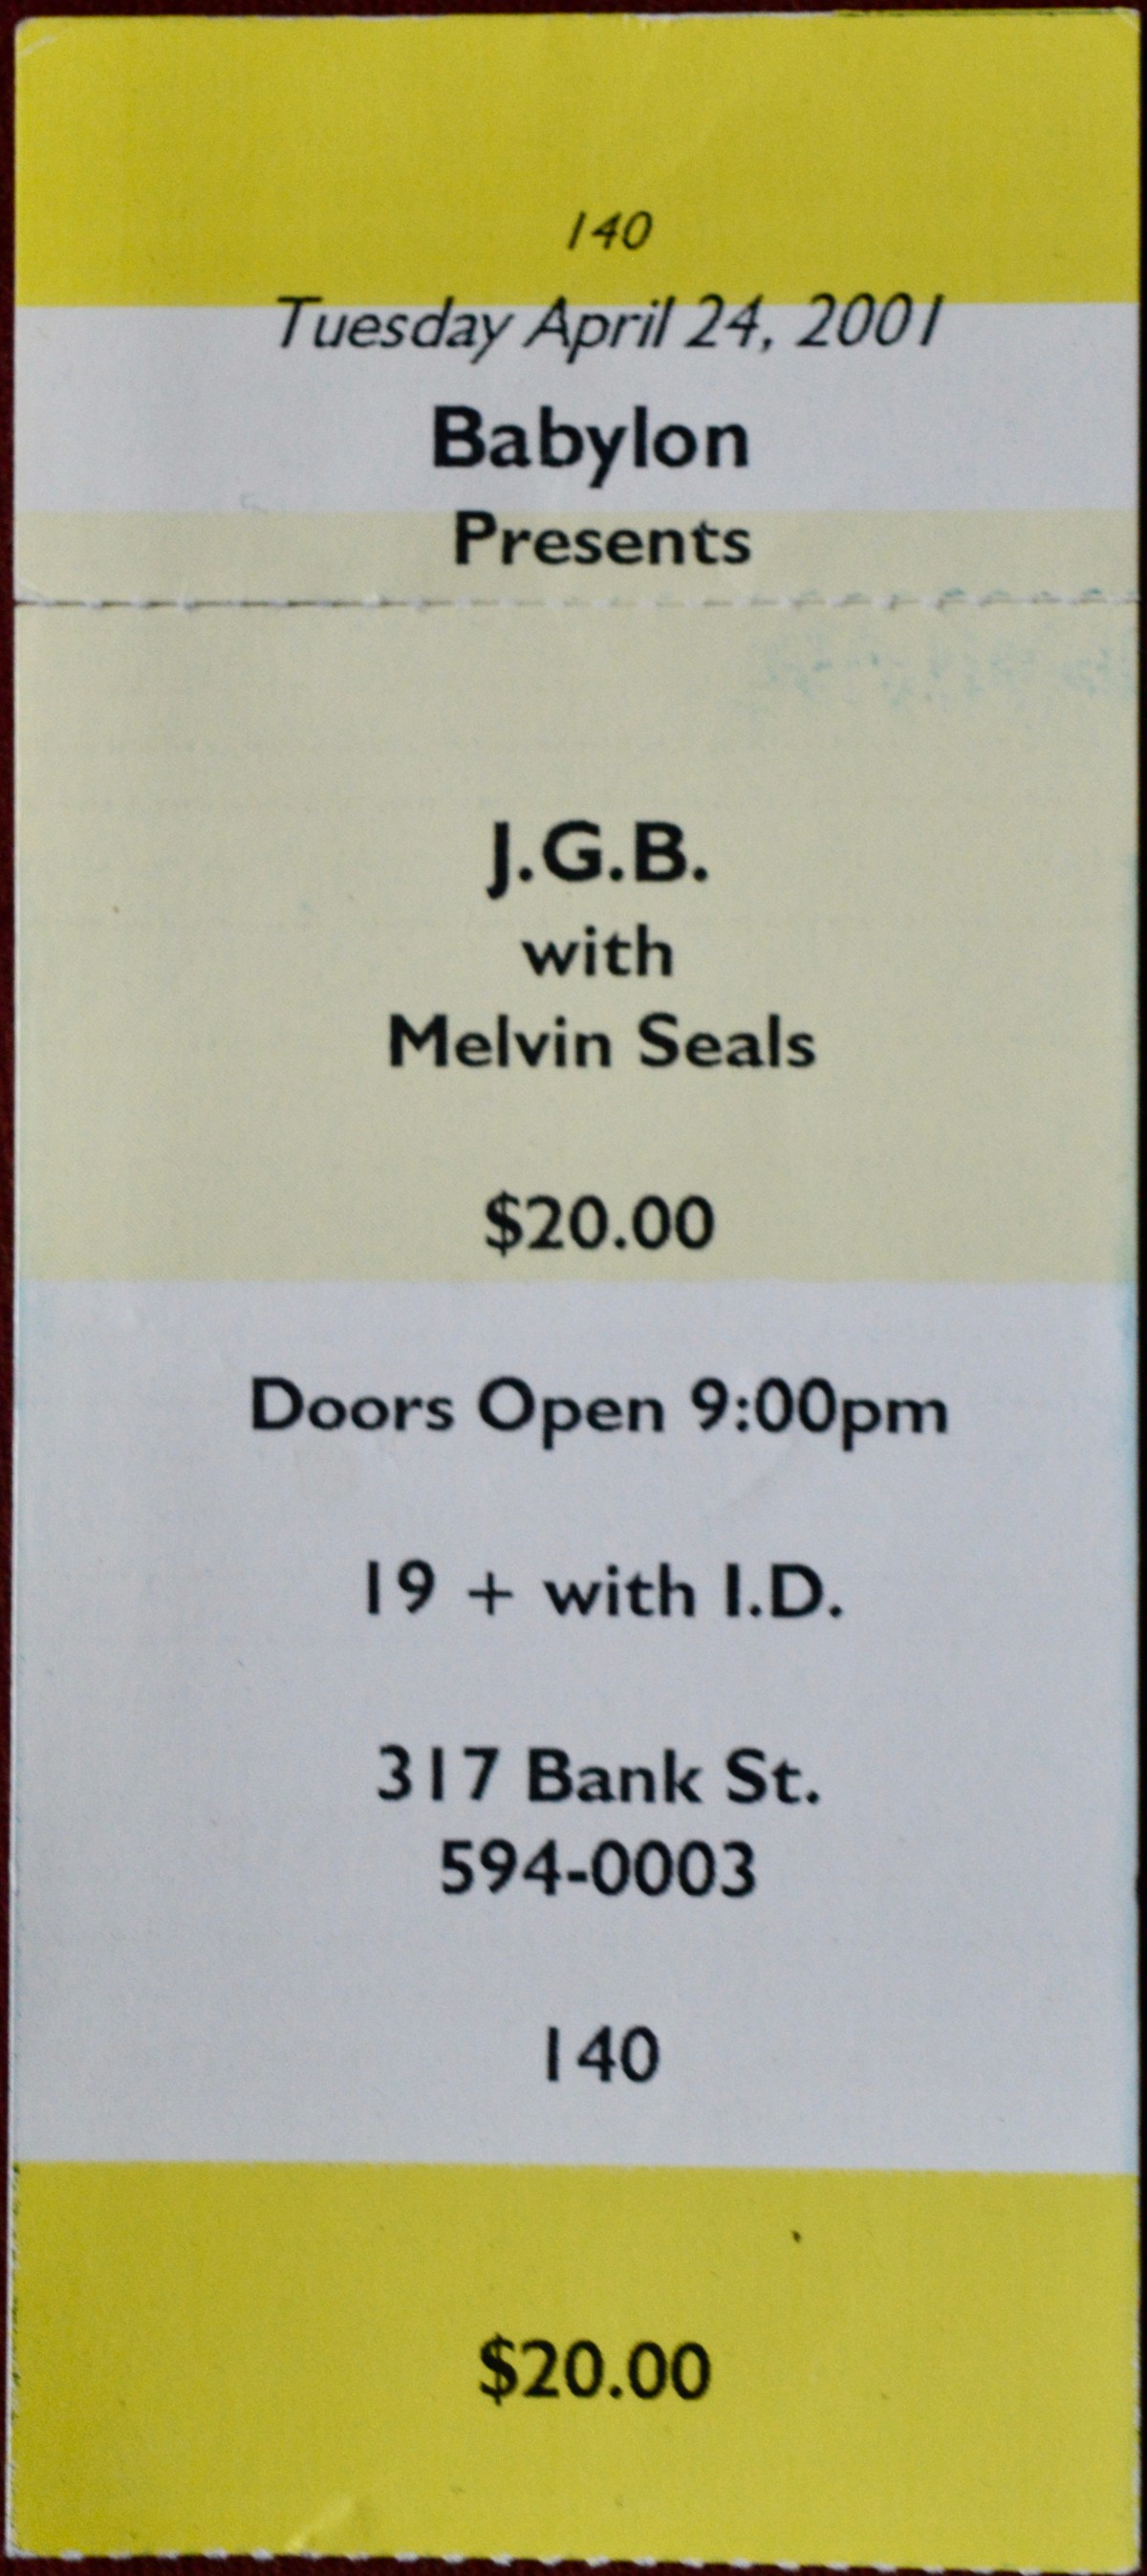 140
Tuesday April 24, 2001
Babylon
Presents
J.G.B.
with
Melvin Seals
$20.00
Doors Open 9:00pm
19 + with I.D.
317 Bank St.
594-0003
140
$20.00